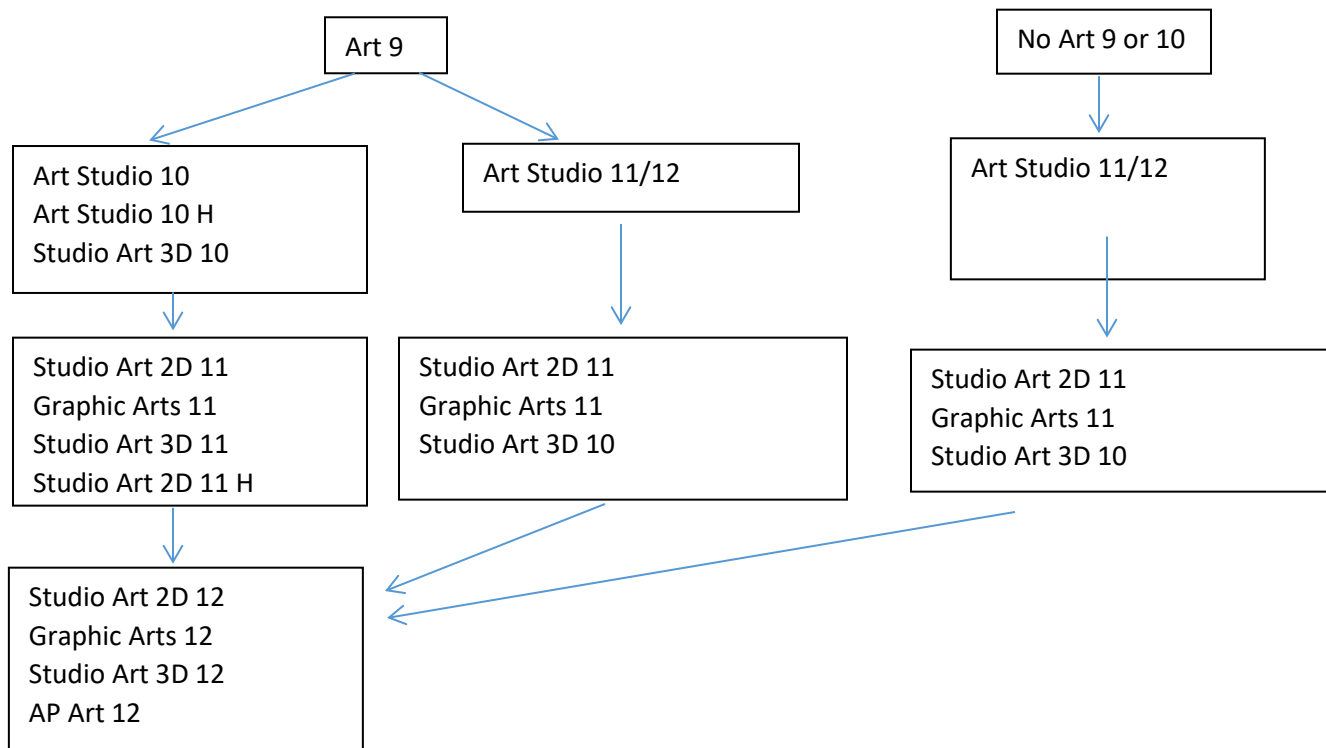 Art 9
No Art 9 or 10
Art Studio 10
Art Studio 10 H
Studio Art 3D 10
Art Studio 11/12
Art Studio 11/12
Studio Art 2D 11
Graphic Arts 11
Studio Art 3D 11
Studio Art 2D 11 H
Studio Art 2D 11
Graphic Arts 11
Studio Art 3D 10
Studio Art 2D 11
Graphic Arts 11
Studio Art 3D 10
Studio Art 2D 12
Graphic Arts 12
Studio Art 3D 12
AP Art 12